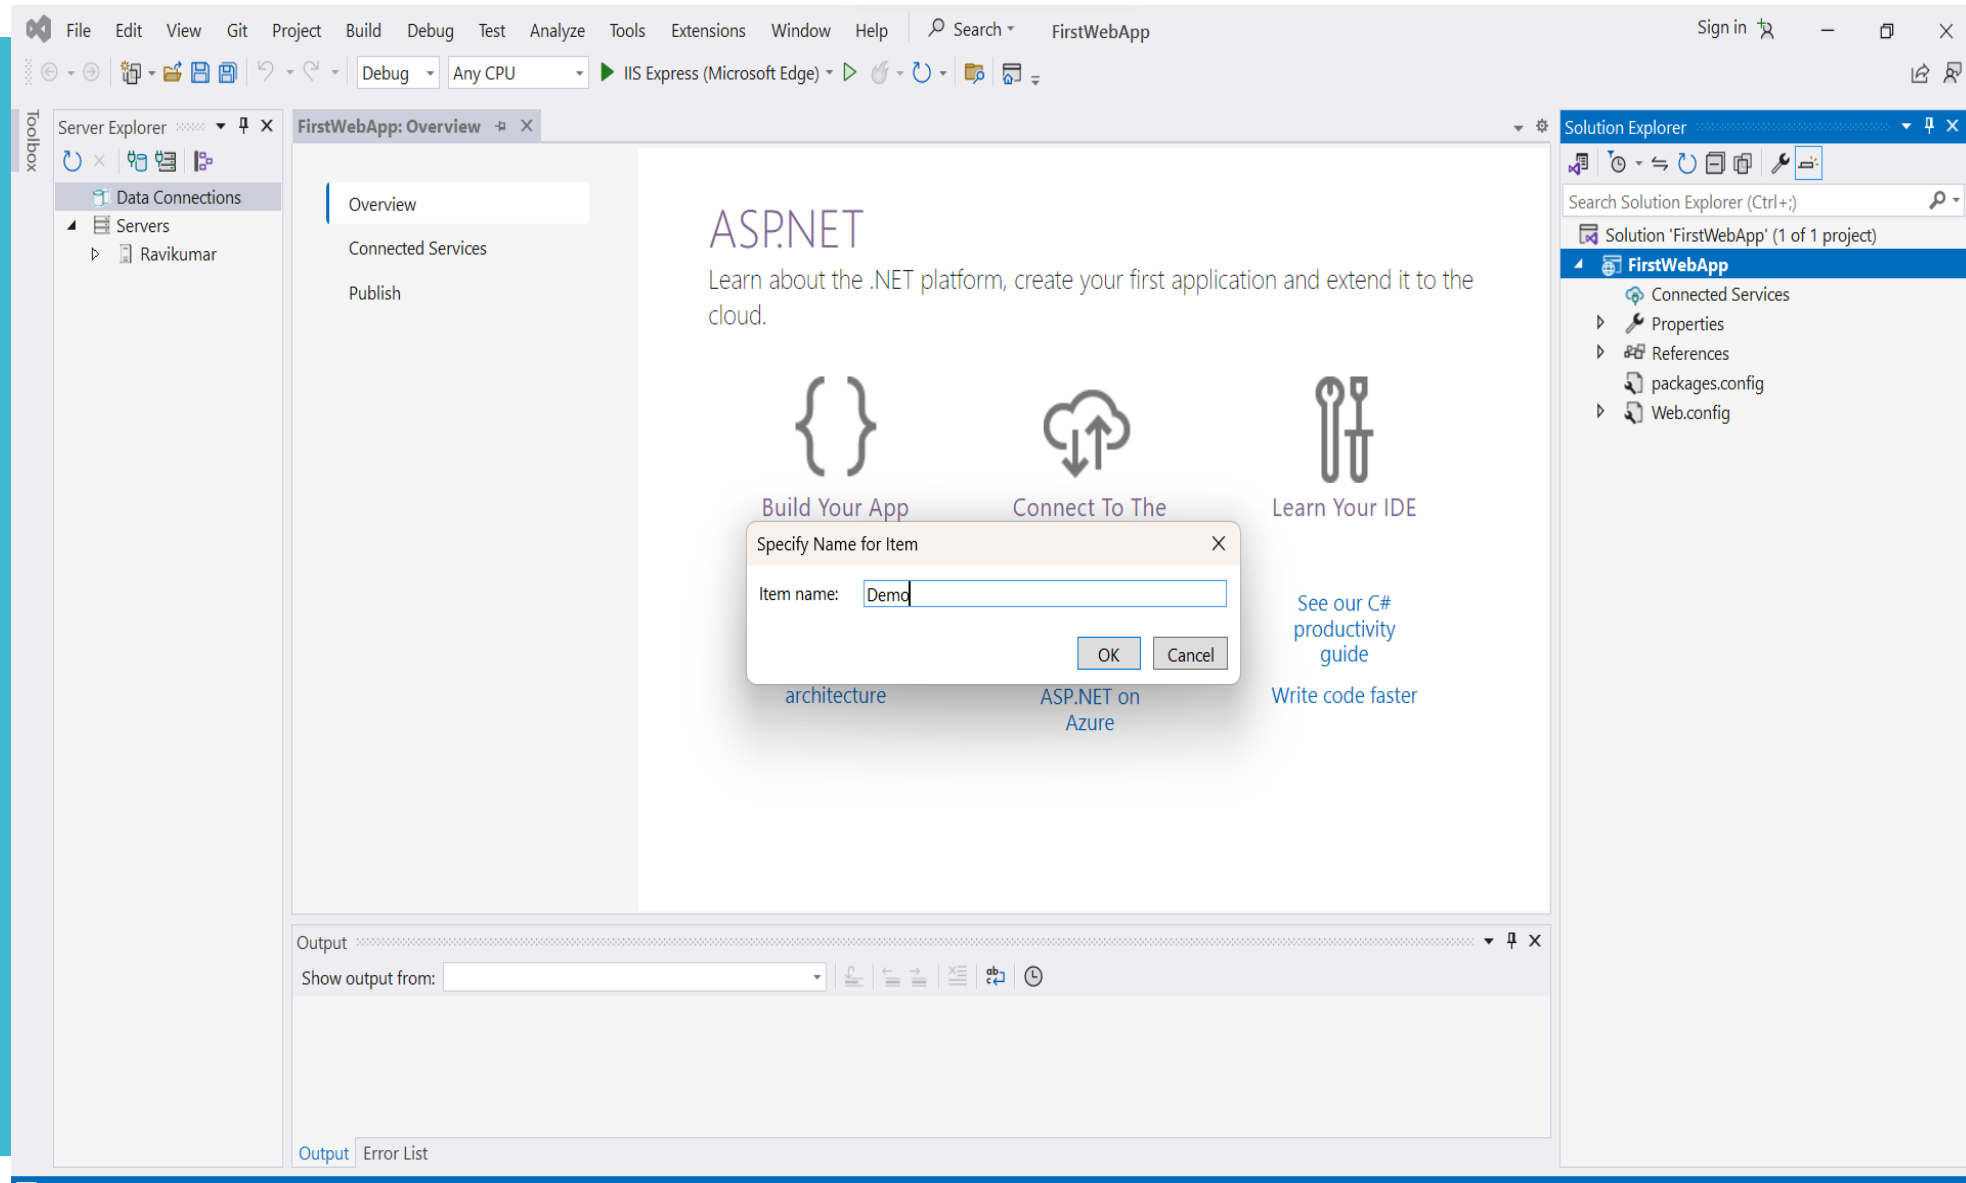 File Edit View Git Project Build Debug Test Analyze Tools Extensions Window Help Search FirstWebApp Sign in
Debug Any CPU IIS Express (Microsoft Edge)
Toolbox
Server Explorer
Data Connections
Servers
Ravikumar
FirstWebApp: Overview
Overview
Connected Services
Publish
ASP.NET
Learn about the .NET platform, create your first application and extend it to the
cloud.
Build Your App
Connect To The
Learn Your IDE
Specify Name for Item
Item name: Demo
OK Cancel
See our C#
productivity
guide
architecture
ASP.NET on
Azure
Write code faster
Output
Show output from:
Output Error List
Solution Explorer
Search Solution Explorer (Ctrl+;)
Solution 'FirstWebApp' (1 of 1 project)
FirstWebApp
Connected Services
Properties
References
packages.config
Web.config